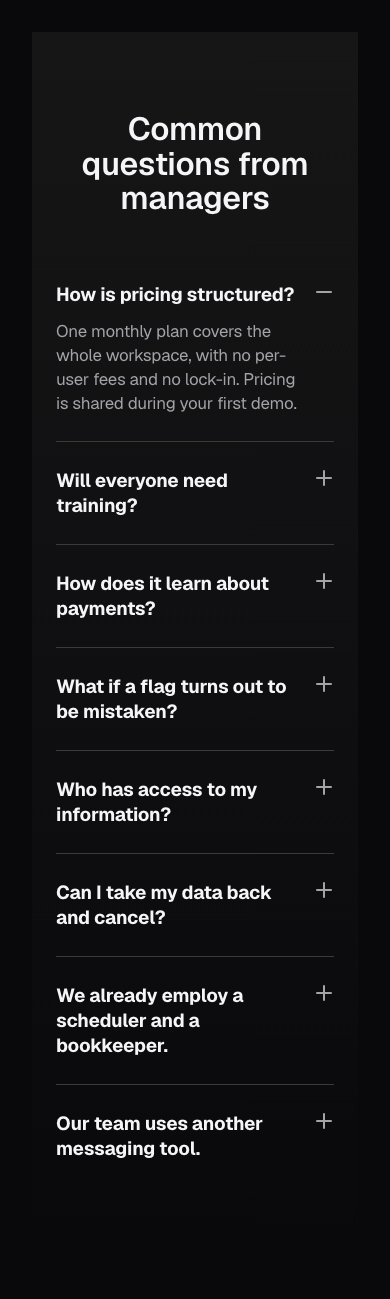 Common
questions from
managers
How is pricing structured?
One monthly plan covers the
whole workspace, with no per-
user fees and no lock-in. Pricing
is shared during your first demo.
Will everyone need
training?
How does it learn about
payments?
What if a flag turns out to
be mistaken?
Who has access to my
information?
Can I take my data back
and cancel?
We already employ a
scheduler and a
bookkeeper.
Our team uses another
messaging tool.